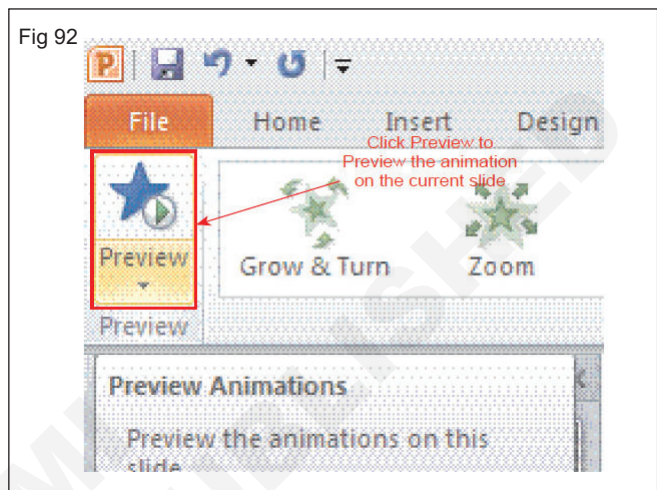 Fig 92
P
File Home Insert Design
Click Preview to
Preview the animation
on the current slide
Preview
Grow & Turn Zoom
Preview
Preview Animations
Preview the animations on this
slide